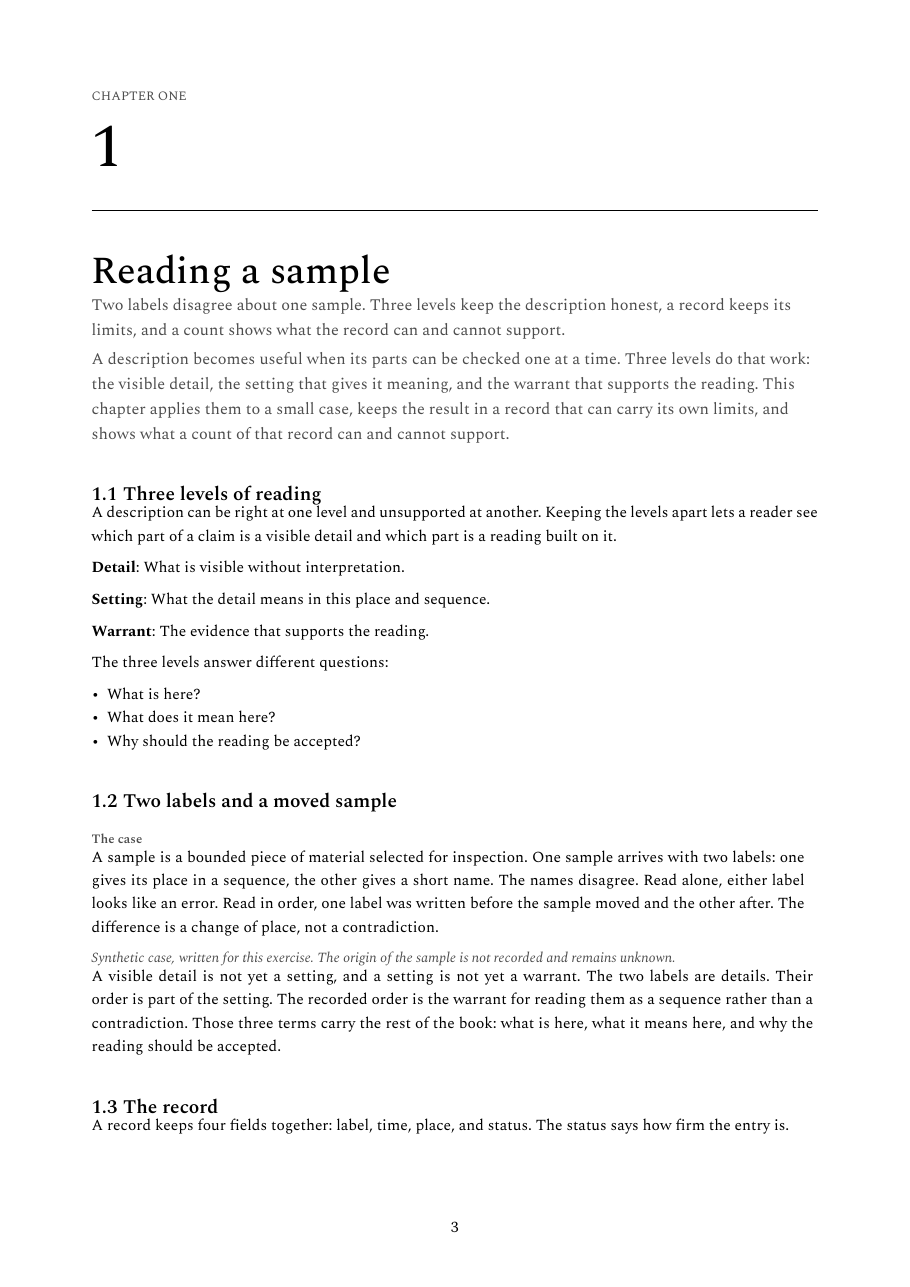 CHAPTER ONE
1
Reading a sample
Two labels disagree about one sample. Three levels keep the description honest, a record keeps its
limits, and a count shows what the record can and cannot support.
A description becomes useful when its parts can be checked one at a time. Three levels do that work:
the visible detail, the setting that gives it meaning, and the warrant that supports the reading. This
chapter applies them to a small case, keeps the result in a record that can carry its own limits, and
shows what a count of that record can and cannot support.
1.1 Three levels of reading
A description can be right at one level and unsupported at another. Keeping the levels apart lets a reader see
which part of a claim is a visible detail and which part is a reading built on it.
Detail: What is visible without interpretation.
Setting: What the detail means in this place and sequence.
Warrant: The evidence that supports the reading.
The three levels answer different questions:
• What is here?
• What does it mean here?
• Why should the reading be accepted?
1.2 Two labels and a moved sample
The case
A sample is a bounded piece of material selected for inspection. One sample arrives with two labels: one
gives its place in a sequence, the other gives a short name. The names disagree. Read alone, either label
looks like an error. Read in order, one label was written before the sample moved and the other after. The
difference is a change of place, not a contradiction.
Synthetic case, written for this exercise. The origin of the sample is not recorded and remains unknown.
A visible detail is not yet a setting, and a setting is not yet a warrant. The two labels are details. Their
order is part of the setting. The recorded order is the warrant for reading them as a sequence rather than a
contradiction. Those three terms carry the rest of the book: what is here, what it means here, and why the
reading should be accepted.
1.3 The record
A record keeps four fields together: label, time, place, and status. The status says how firm the entry is.
3